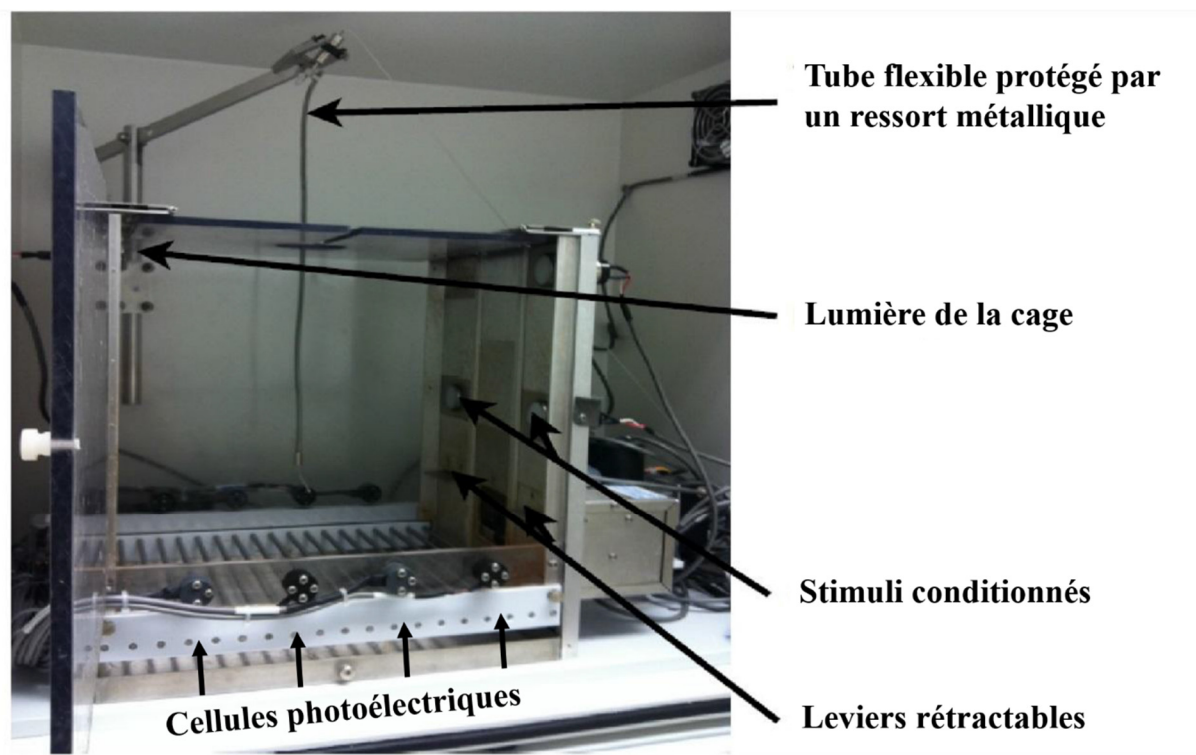 Tube flexible protégé par
un ressort métallique
Lumière de la cage
Stimuli conditionnés
Leviers rétractables
Cellules photoélectriques